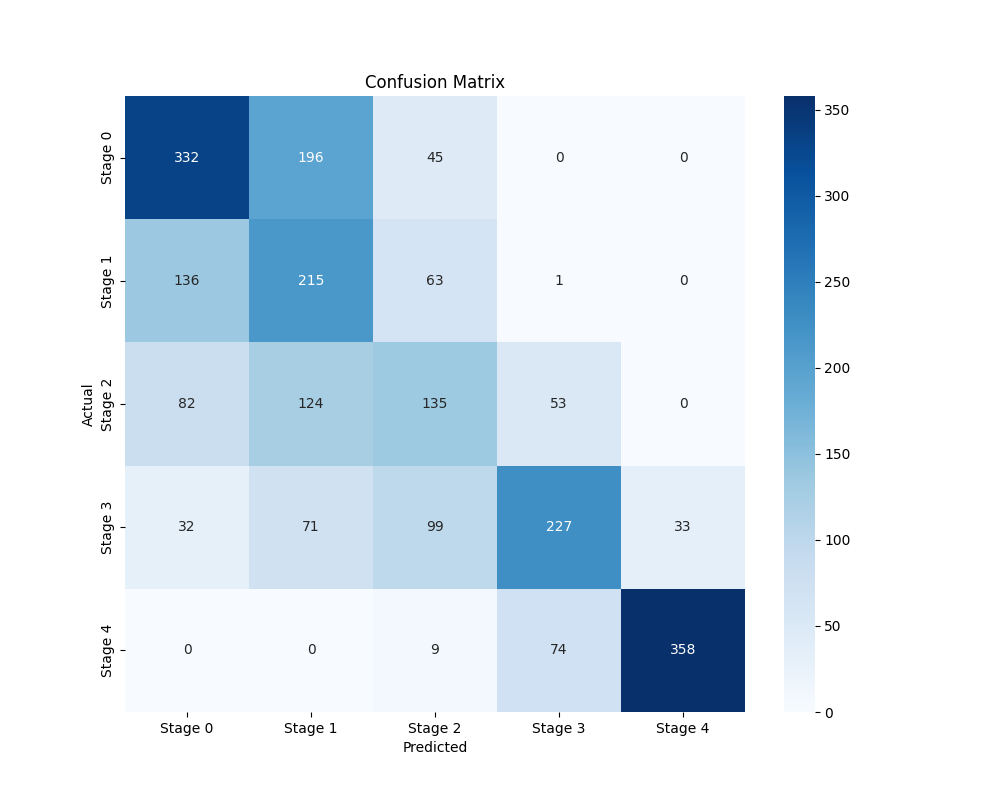 Confusion Matrix
Actual
Stage 0
332 196 45 0 0
Stage 1
136 215 63 1 0
Stage 2
82 124 135 53 0
Stage 3
32 71 99 227 33
Stage 4
0 0 9 74 358
Stage 0 Stage 1 Stage 2 Stage 3 Stage 4
Predicted
350
300
250
200
150
100
50
0